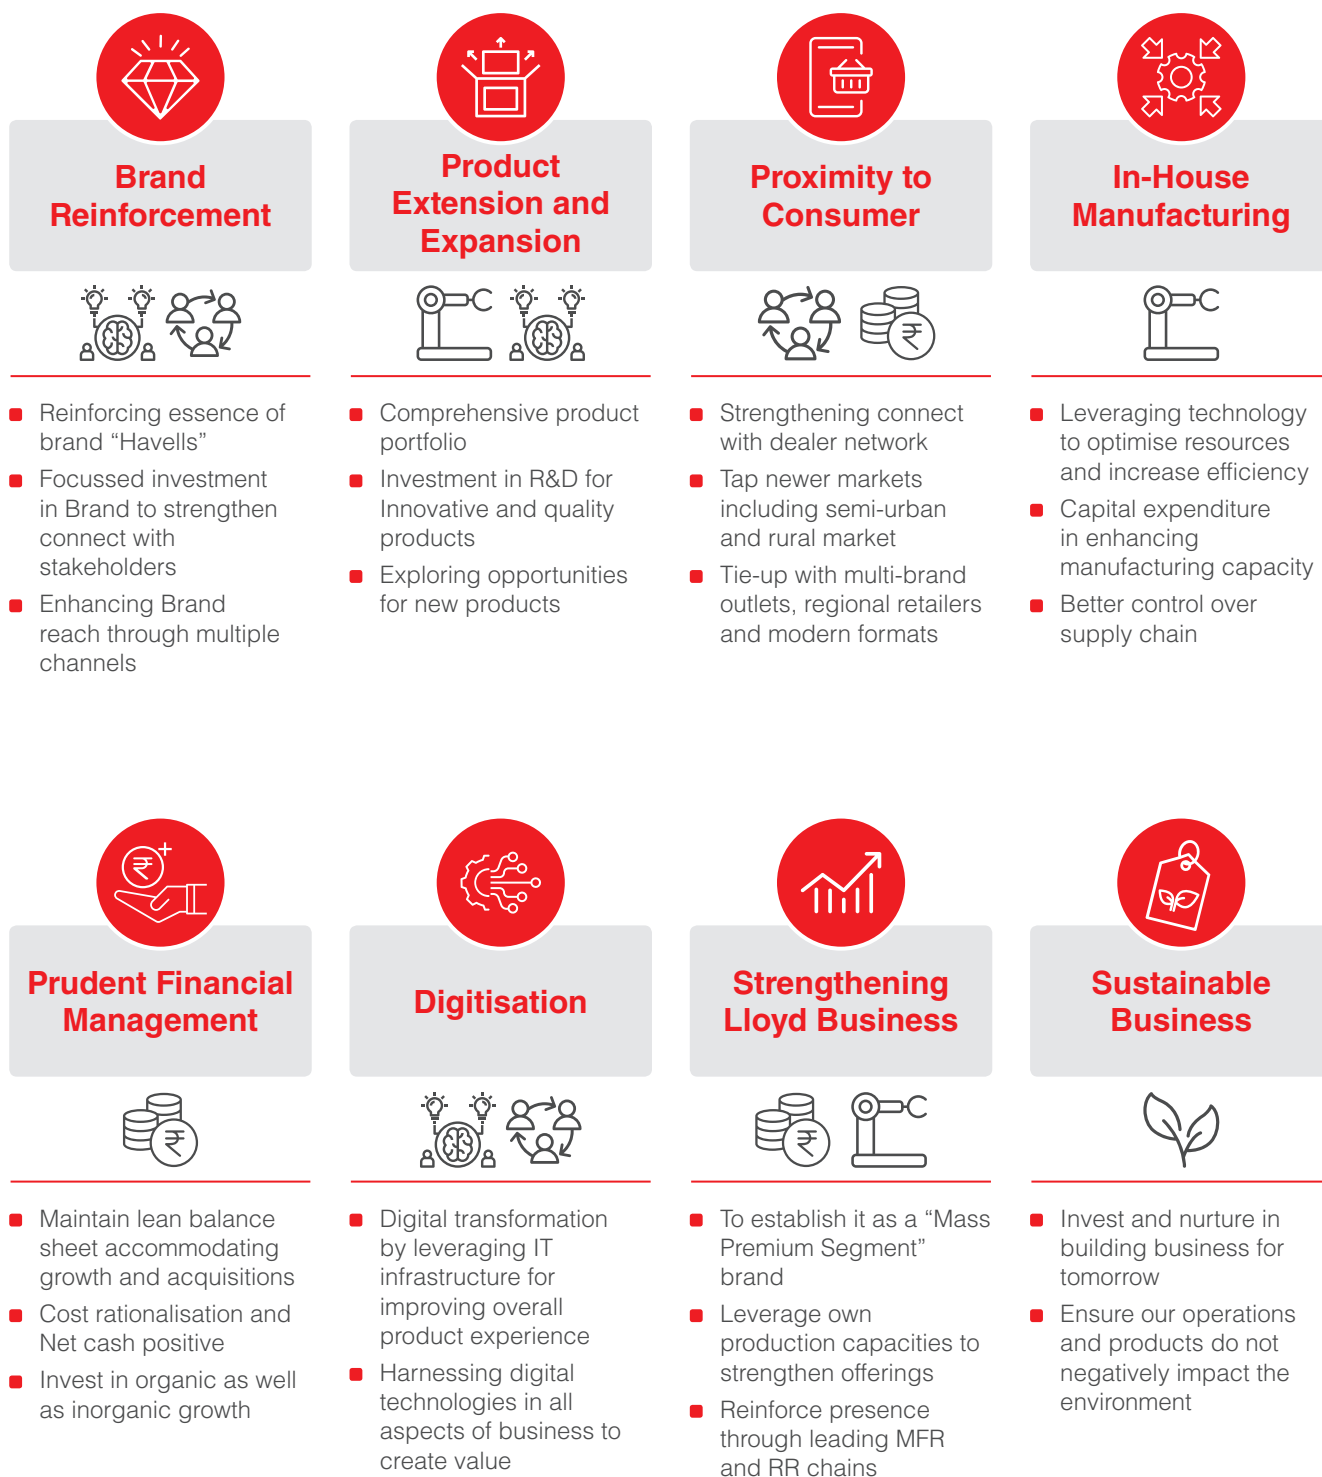 Brand
Reinforcement
Reinforcing essence of
brand “Havells”
Focussed investment
in Brand to strengthen
connect with
stakeholders
Enhancing Brand
reach through multiple
channels
Product
Extension and
Expansion
Comprehensive product
portfolio
Investment in R&D for
Innovative and quality
products
Exploring opportunities
for new products
Proximity to
Consumer
₹
Strengthening connect
with dealer network
Tap newer markets
including semi-urban
and rural market
Tie-up with multi-brand
outlets, regional retailers
and modern formats
In-House
Manufacturing
Leveraging technology
to optimise resources
and increase efficiency
Capital expenditure
in enhancing
manufacturing capacity
Better control over
supply chain
₹+
Prudent Financial
Management
₹
Maintain lean balance
sheet accommodating
growth and acquisitions
Cost rationalisation and
Net cash positive
Invest in organic as well
as inorganic growth
Digitisation
Digital transformation
by leveraging IT
infrastructure for
improving overall
product experience
Harnessing digital
technologies in all
aspects of business to
create value
Strengthening
Lloyd Business
₹
To establish it as a “Mass
Premium Segment”
brand
Leverage own
production capacities to
strengthen offerings
Reinforce presence
through leading MFR
and RR chains
Sustainable
Business
Invest and nurture in
building business for
tomorrow
Ensure our operations
and products do not
negatively impact the
environment